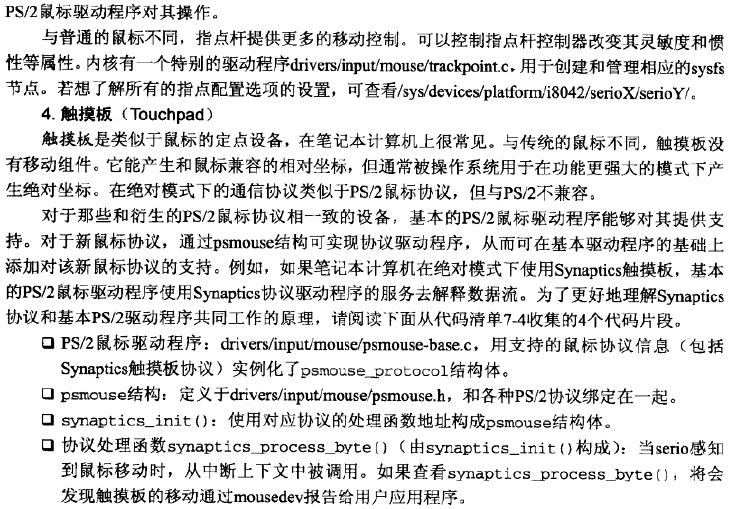 PS/2鼠标驱动程序对其操作。
与普通的鼠标不同，指点杆提供更多的移动控制。可以控制指点杆控制器改变其灵敏度和惯
性等属性。内核有一个特别的驱动程序drivers/input/mouse/trackpoint.c，用于创建和管理相应的sysfs
节点。若想了解所有的指点配置选项的设置，可查看/sys/devices/platform/i8042/serioX/serioY/。
4. 触摸板（Touchpad）
触摸板是类似于鼠标的定点设备，在笔记本计算机上很常见。与传统的鼠标不同，触摸板没
有移动组件。它能产生和鼠标兼容的相对坐标，但通常被操作系统用于在功能更强大的模式下产
生绝对坐标。在绝对模式下的通信协议类似于PS/2鼠标协议，但与PS/2不兼容。
对于那些和衍生的PS/2鼠标协议相一致的设备，基本的PS/2鼠标驱动程序能够对其提供支
持。对于新鼠标协议，通过psmouse结构可实现协议驱动程序，从而可在基本驱动程序的基础上
添加对该新鼠标协议的支持。例如，如果笔记本计算机在绝对模式下使用Synaptics触摸板，基本
的PS/2鼠标驱动程序使用Synaptics协议驱动程序的服务去解释数据流。为了更好地理解Synaptics
协议和基本PS/2驱动程序共同工作的原理，请阅读下面从代码清单7-4收集的4个代码片段。
❑ PS/2鼠标驱动程序：drivers/input/mouse/psmouse-base.c，用支持的鼠标协议信息（包括
Synaptics触摸板协议）实例化了psmouse_protocol结构体。
❑ psmouse结构：定义于drivers/input/mouse/psmouse.h，和各种PS/2协议绑定在一起。
❑ synaptics_init()：使用对应协议的处理函数地址构成psmouse结构体。
❑ 协议处理函数synaptics_process_byte()（由synaptics_init()构成）：当serio感知
到鼠标移动时，从中断上下文中被调用。如果查看synaptics_process_byte()，将会
发现触摸板的移动通过mousedev报告给用户应用程序。